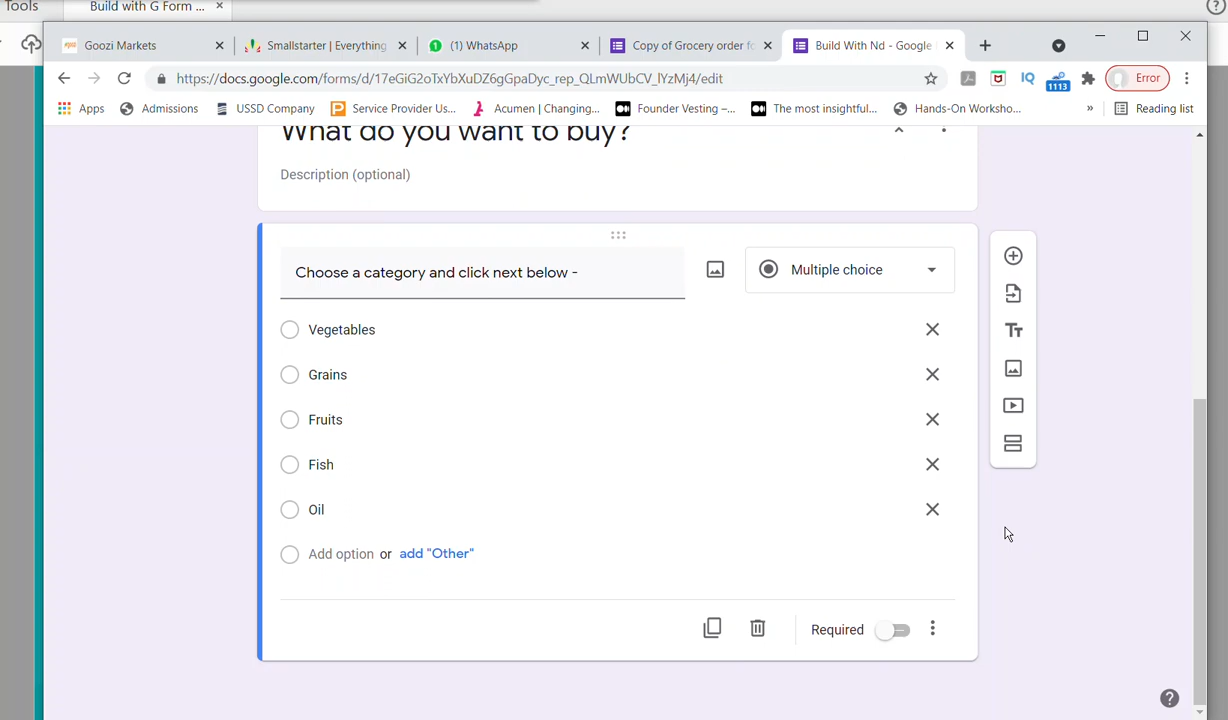 Tools
Build with G Form ...
Goozi Markets
Smallstarter | Everything
(1) WhatsApp
Copy of Grocery order fo
Build With Nd - Google
https://docs.google.com/forms/d/17eGiG2oTxYbXuDZ6gGpaDyc_rep_QLmWUbCV_lYzMj4/edit
IQ
1113
Error
Apps
Admissions
USSD Company
Service Provider Us...
Acumen | Changing...
Founder Vesting –...
The most insightful...
Hands-On Worksho...
»
Reading list
What do you want to buy?
Description (optional)
Choose a category and click next below -
Multiple choice
Vegetables
Grains
Fruits
Fish
Oil
Add option or add "Other"
Required